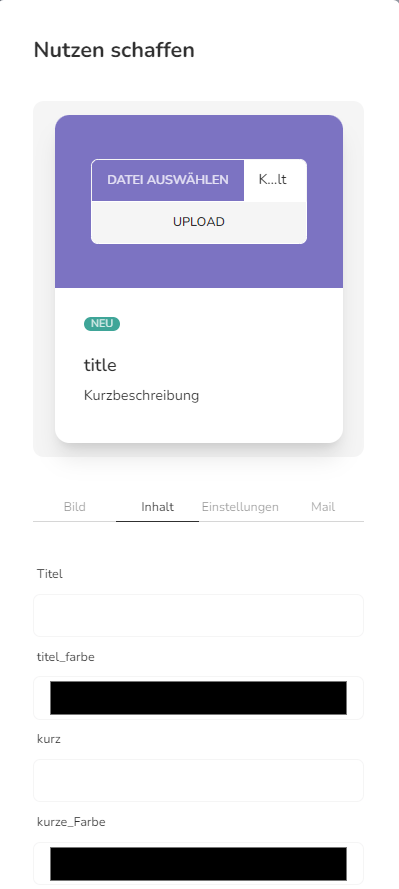 Nutzen schaffen
DATEI AUSWÄHLEN K...lt
UPLOAD
NEU
title
Kurzbeschreibung
Bild Inhalt Einstellungen Mail
Titel
titel_farbe
kurz
kurze_Farbe